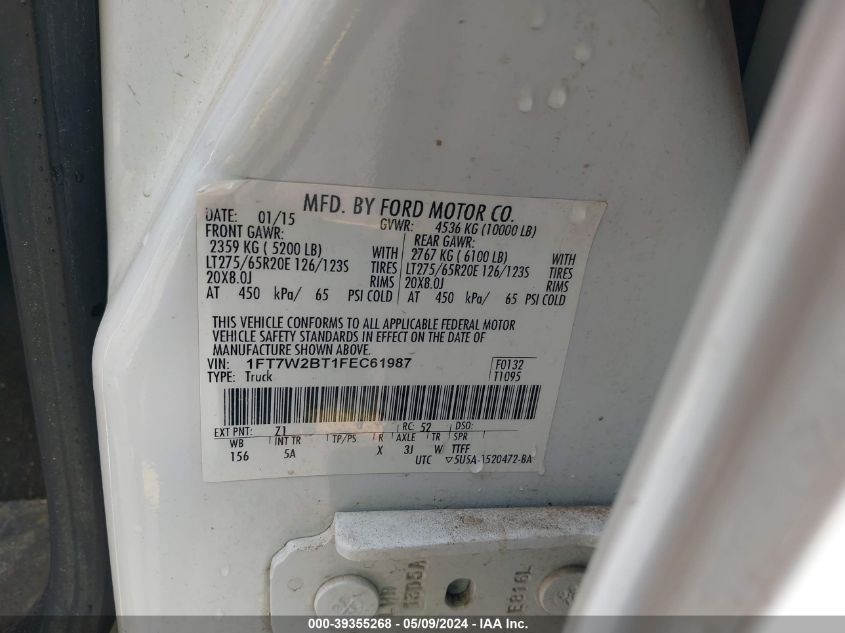 MFD. BY FORD MOTOR CO.
DATE: 01/15 GVWR: 4536 KG (10000 LB)
FRONT GAWR: REAR GAWR:
2359 KG ( 5200 LB) WITH 2767 KG ( 6100 LB) WITH
LT275/65R20E 126/123S TIRES LT275/65R20E 126/123S TIRES
20X8.0J RIMS 20X8.0J RIMS
AT 450 kPa/ 65 PSI COLD AT 450 kPa/ 65 PSI COLD
THIS VEHICLE CONFORMS TO ALL APPLICABLE FEDERAL MOTOR
VEHICLE SAFETY STANDARDS IN EFFECT ON THE DATE OF
MANUFACTURE SHOWN ABOVE.
VIN: 1FT7W2BT1FEC61987 F0132
TYPE: Truck T1095
EXT PNT: Z1 RC: 52 DSO:
WB INT TR TP/PS R AXLE TR SPR
156 5A X 3J W TTFF
UTC ▽5U5A-1520472-BA
000-39355268 - 05/09/2024 - IAA Inc.